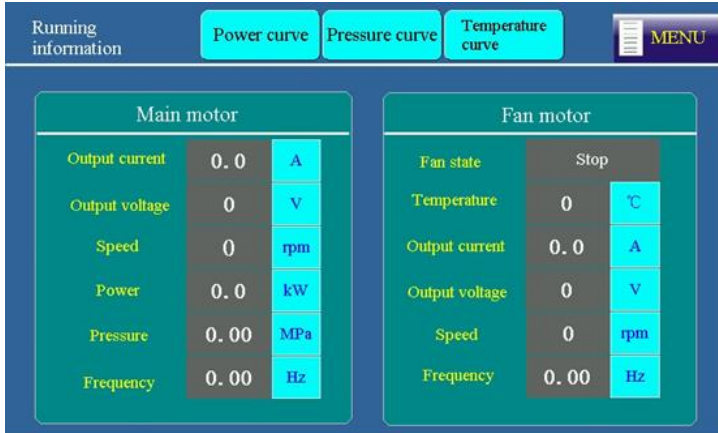 Running
information
Power curve
Pressure curve
Temperature
curve
MENU
Main motor
Output current 0.0 A
Output voltage 0 V
Speed 0 rpm
Power 0.0 kW
Pressure 0.00 MPa
Frequency 0.00 Hz
Fan motor
Fan state Stop
Temperature 0 ℃
Output current 0.0 A
Output voltage 0 V
Speed 0 rpm
Frequency 0.00 Hz